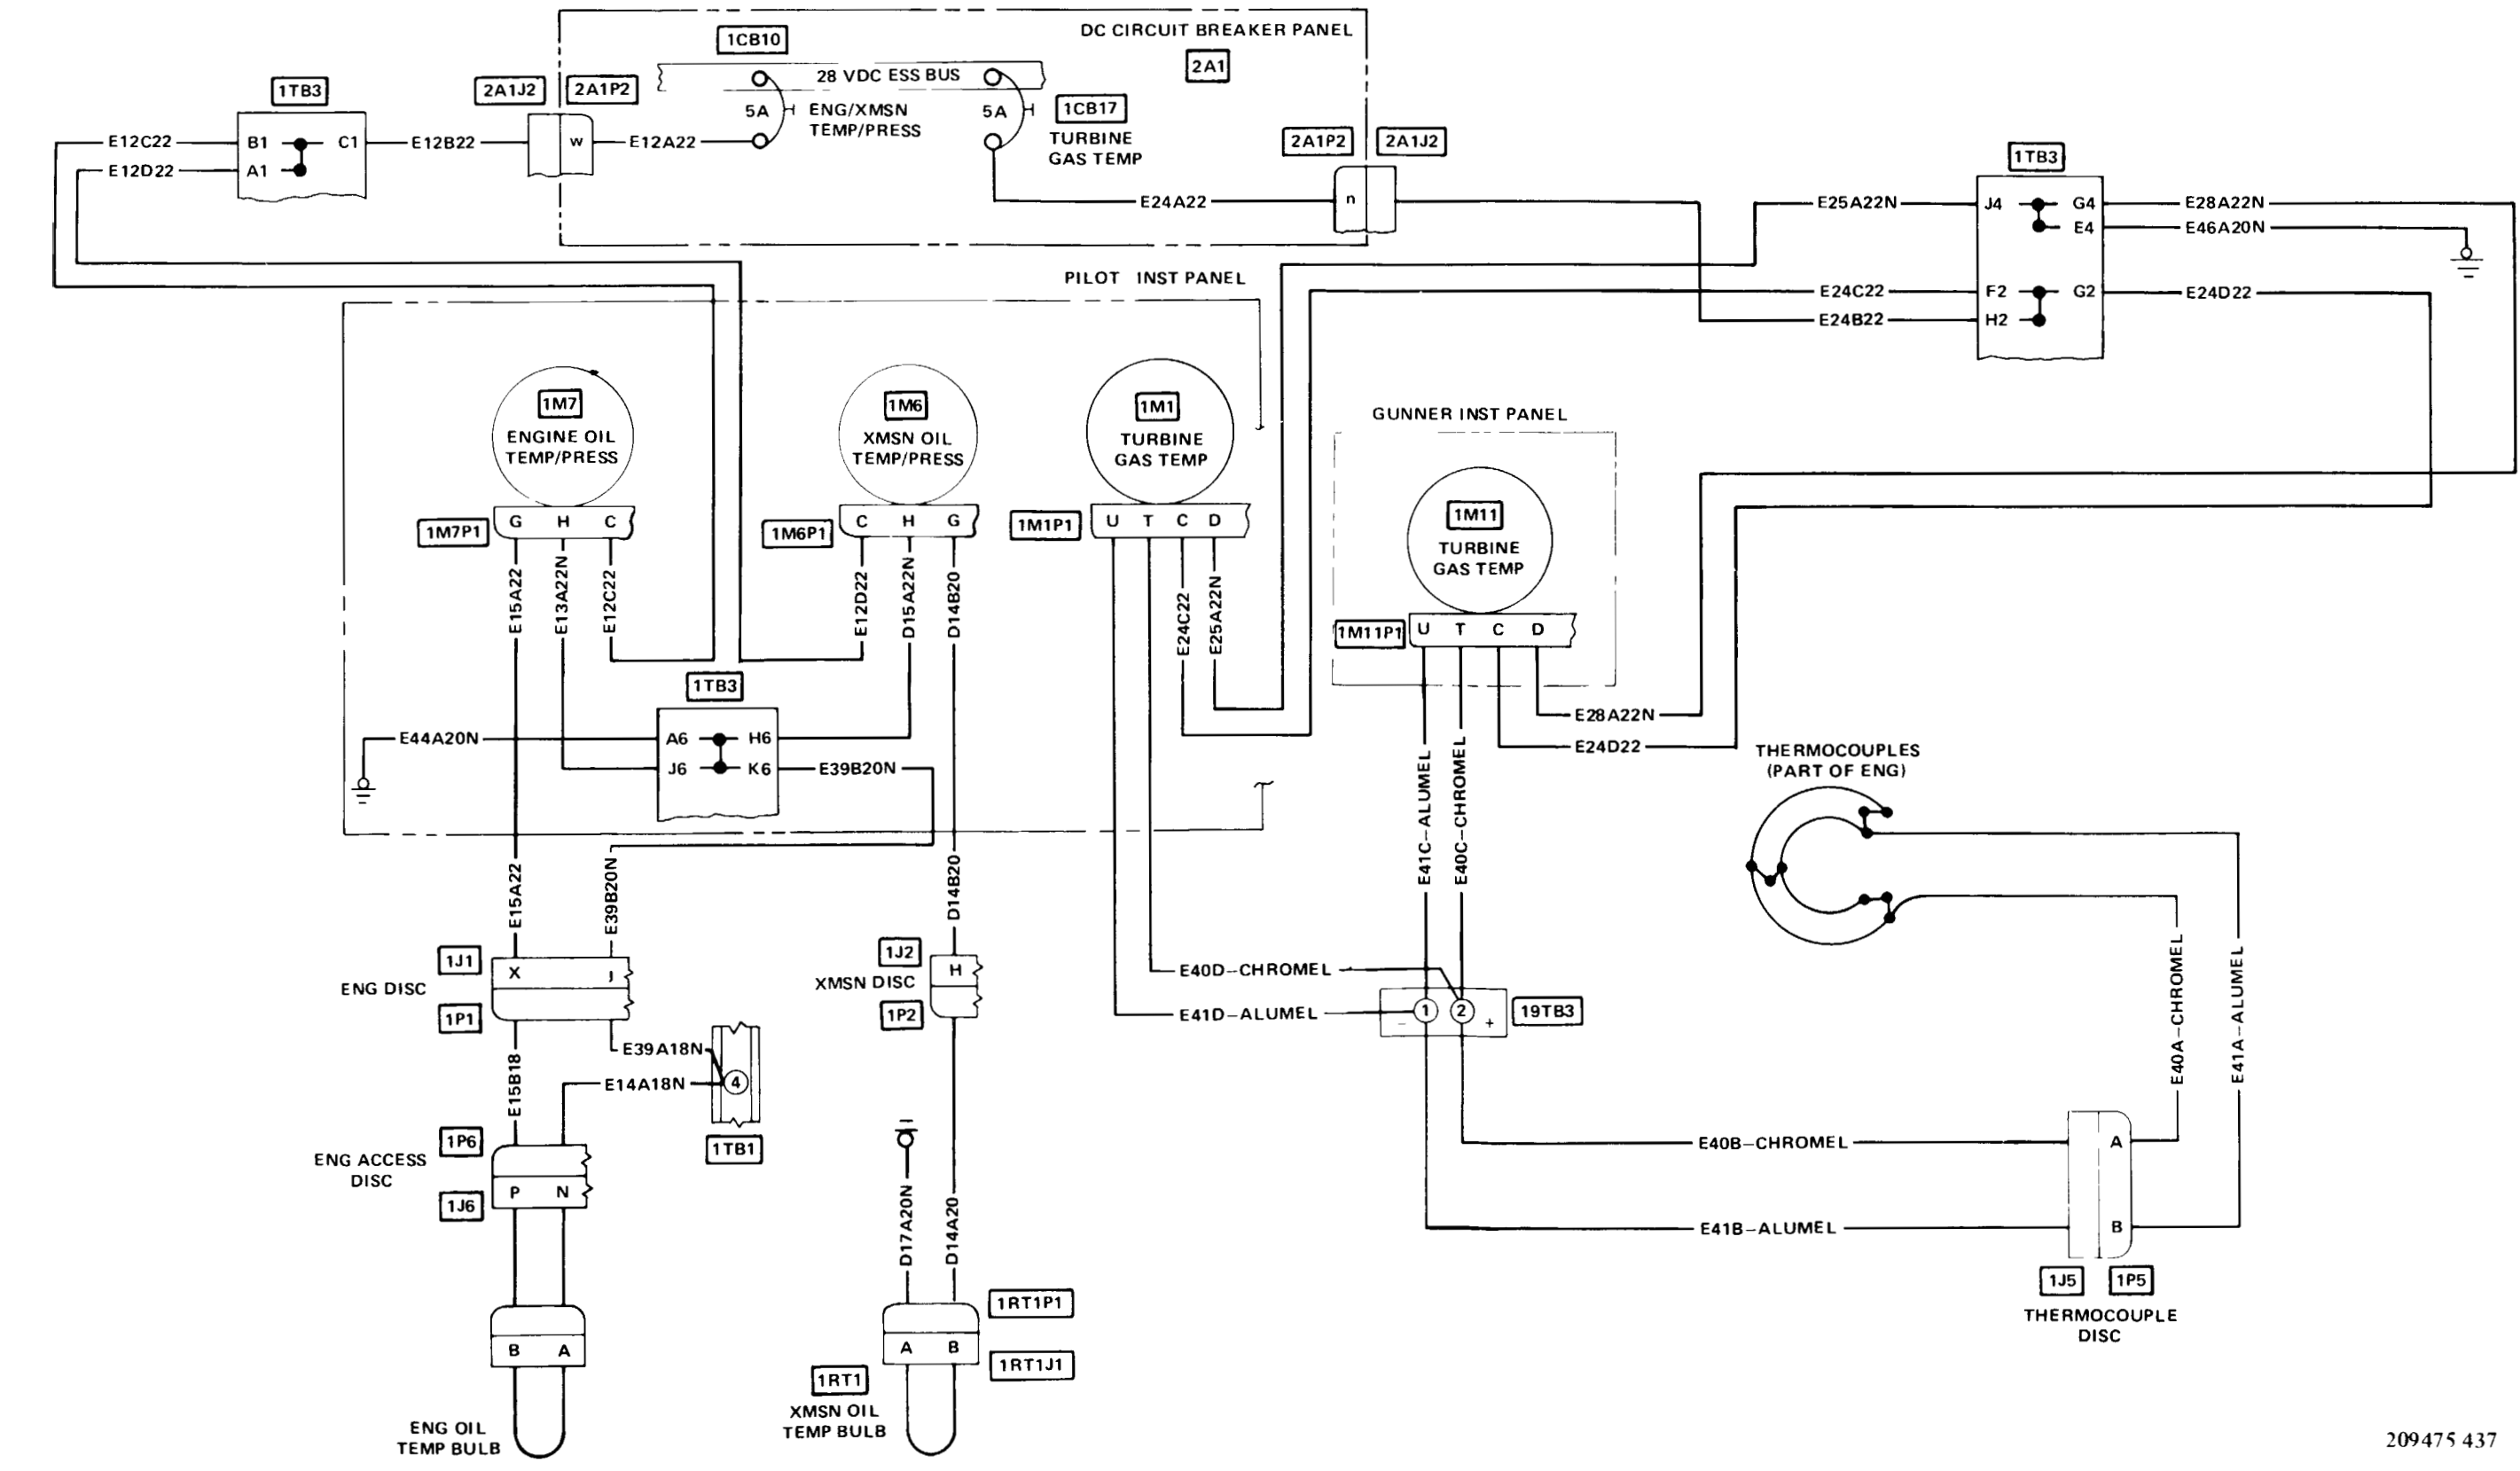 DC CIRCUIT BREAKER PANEL
2A1
1CB10
28 VDC ESS BUS
5A
ENG/XMSN
TEMP/PRESS
5A
1CB17
TURBINE
GAS TEMP
1TB3
2A1J2
2A1P2
E12C22
B1
C1
E12B22
w
E12A22
E12D22
A1
2A1P2
2A1J2
E24A22
n
1TB3
E25A22N
J4
G4
E28A22N
E4
E46A20N
E24C22
F2
G2
E24D22
E24B22
H2
PILOT INST PANEL
1M7
ENGINE OIL
TEMP/PRESS
1M7P1
G H C
1M6
XMSN OIL
TEMP/PRESS
1M6P1
C H G
1M1
TURBINE
GAS TEMP
1M1P1
U T C D
GUNNER INST PANEL
1M11
TURBINE
GAS TEMP
1M11P1
U T C D
E15A22
E13A22N
E12C22
E12D22
D15A22N
D14B20
E24C22
E25A22N
E28A22N
E24D22
1TB3
E44A20N
A6
H6
J6
K6
E39B20N
E41C–ALUMEL
E40C–CHROMEL
THERMOCOUPLES
(PART OF ENG)
E15A22
E39B20N
D14B20
1J1
X
J
ENG DISC
1P1
1J2
H
XMSN DISC
1P2
E40D–CHROMEL
E41D–ALUMEL
1
2
–
+
19TB3
E40A–CHROMEL
E41A–ALUMEL
E39A18N
E14A18N
4
1TB1
E15B18
1P6
ENG ACCESS
DISC
P N
1J6
D17A20N
D14A20
E40B–CHROMEL
A
E41B–ALUMEL
B
1J5
1P5
THERMOCOUPLE
DISC
1RT1P1
B A
A B
1RT1J1
1RT1
XMSN OIL
TEMP BULB
ENG OIL
TEMP BULB
209475 437